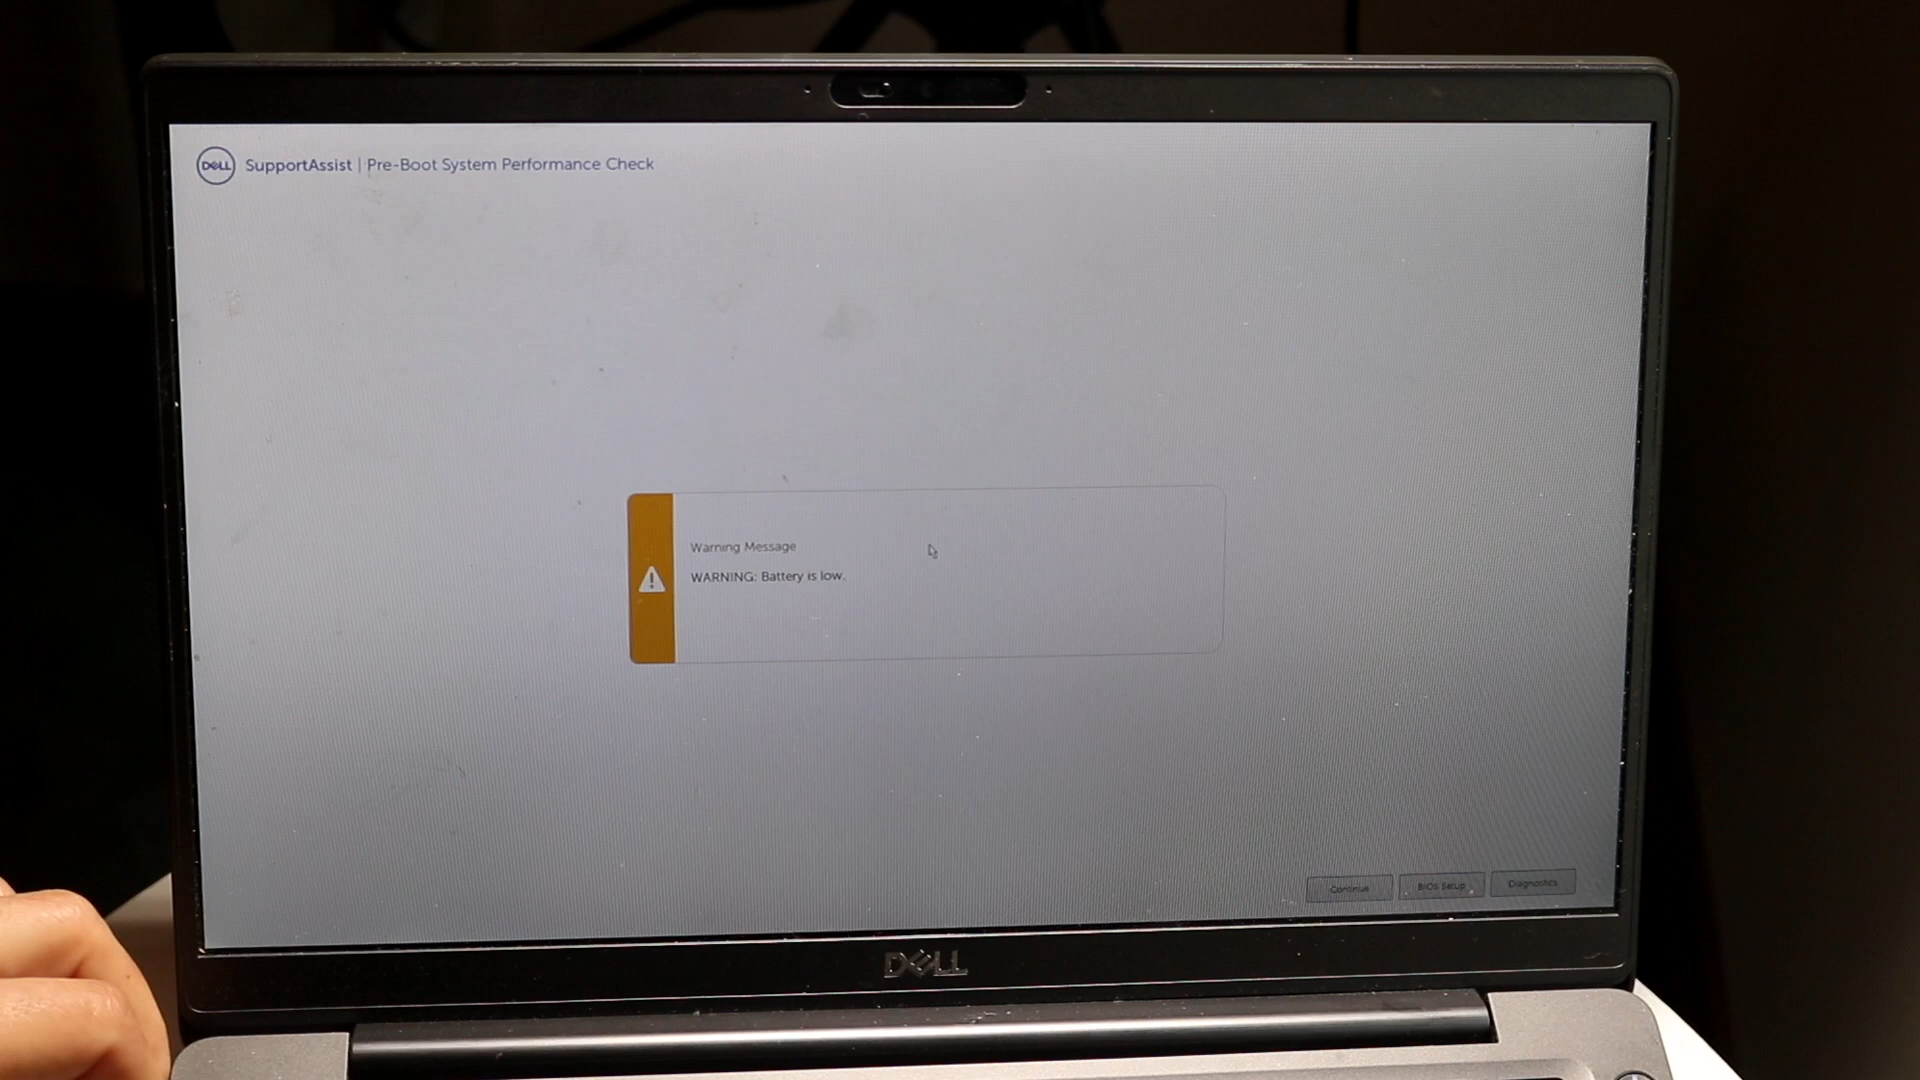 DELL SupportAssist | Pre-Boot System Performance Check
Warning Message
WARNING: Battery is low.
Continue BIOS Setup Diagnostics
DELL